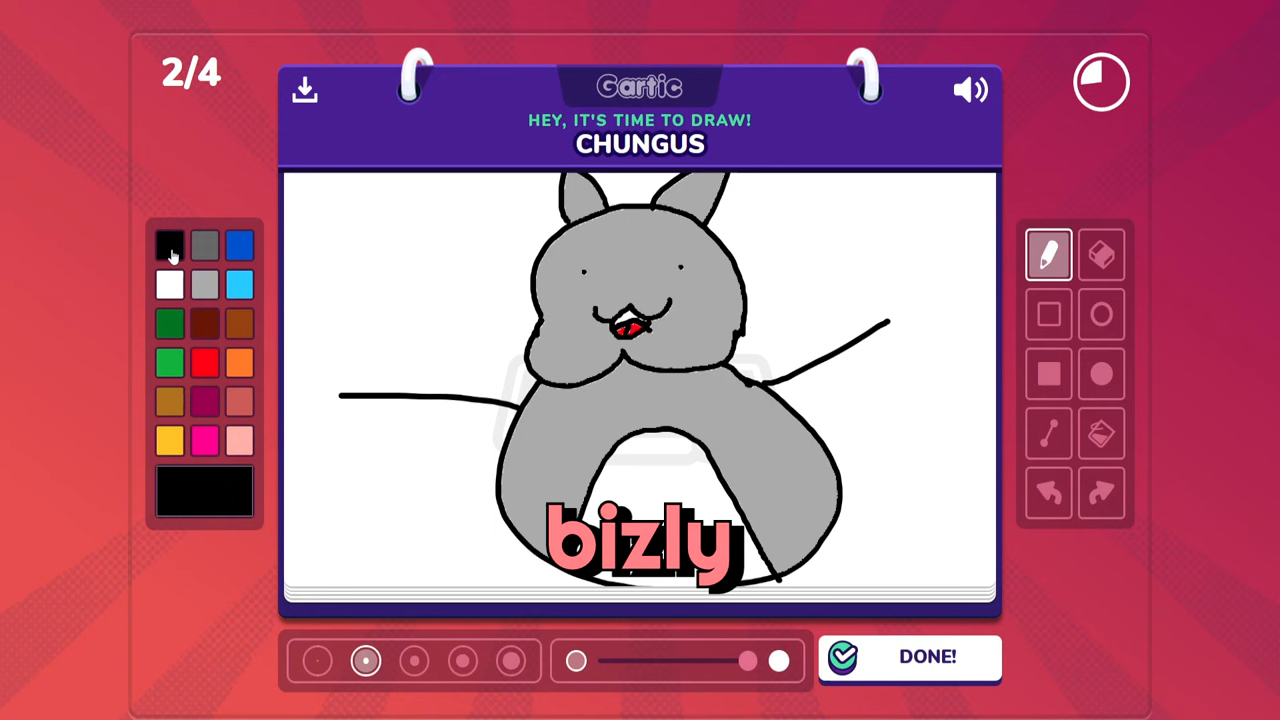 2/4
Gartic
HEY, IT'S TIME TO DRAW!
CHUNGUS
bizly
DONE!